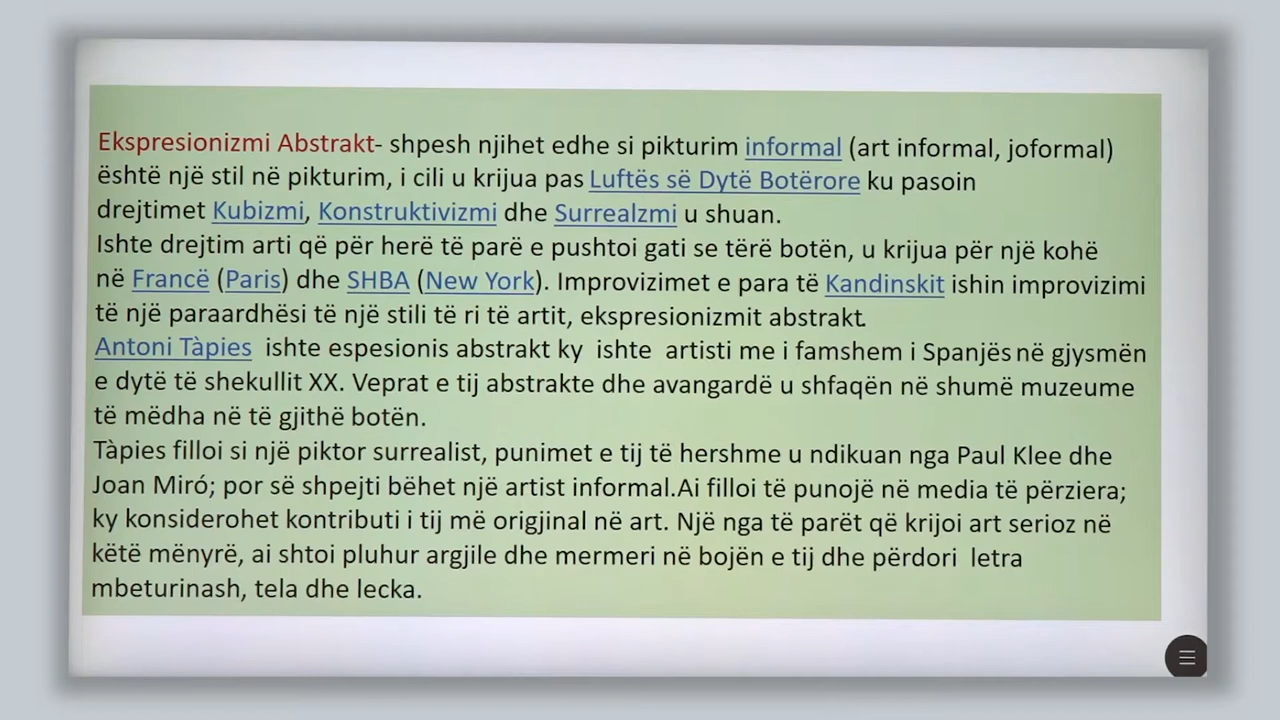 Ekspresionizmi Abstrakt- shpesh njihet edhe si pikturim informal (art informal, joformal)
është një stil në pikturim, i cili u krijua pas Luftës së Dytë Botërore ku pasoin
drejtimet Kubizmi, Konstruktivizmi dhe Surrealzmi u shuan.
Ishte drejtim arti që për herë të parë e pushtoi gati se tërë botën, u krijua për një kohë
në Francë (Paris) dhe SHBA (New York). Improvizimet e para të Kandinskit ishin improvizimi
të një paraardhësi të një stili të ri të artit, ekspresionizmit abstrakt.
Antoni Tàpies ishte espesionis abstrakt ky ishte artisti me i famshem i Spanjës në gjysmën
e dytë të shekullit XX. Veprat e tij abstrakte dhe avangardë u shfaqën në shumë muzeume
të mëdha në të gjithë botën.
Tàpies filloi si një piktor surrealist, punimet e tij të hershme u ndikuan nga Paul Klee dhe
Joan Miró; por së shpejti bëhet një artist informal.Ai filloi të punojë në media të përziera;
ky konsiderohet kontributi i tij më origjinal në art. Një nga të parët që krijoi art serioz në
këtë mënyrë, ai shtoi pluhur argjile dhe mermeri në bojën e tij dhe përdori letra
mbeturinash, tela dhe lecka.